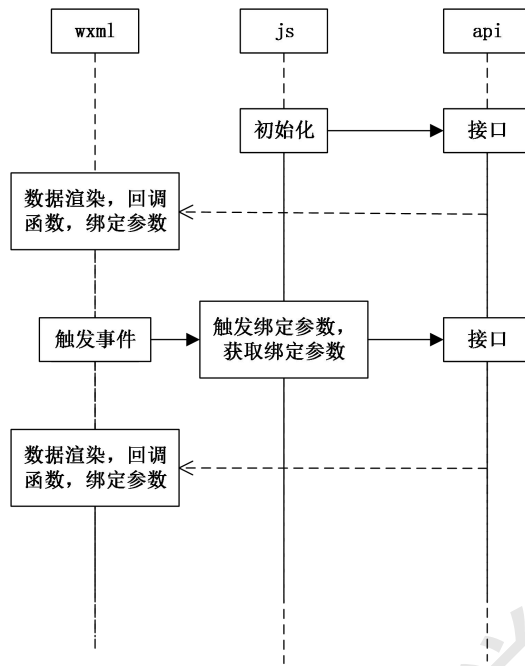 wxml
js
api
初始化
接口
数据渲染，回调
函数，绑定参数
触发事件
触发绑定参数，
获取绑定参数
接口
数据渲染，回调
函数，绑定参数